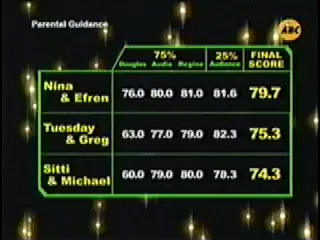 Parental Guidance
ABC
75% 25% FINAL
Douglas Audie Regine Audience SCORE
Nina
& Efren 76.0 80.0 81.0 81.6 79.7
Tuesday
& Greg 63.0 77.0 79.0 82.3 75.3
Sitti
& Michael 60.0 79.0 80.0 78.3 74.3